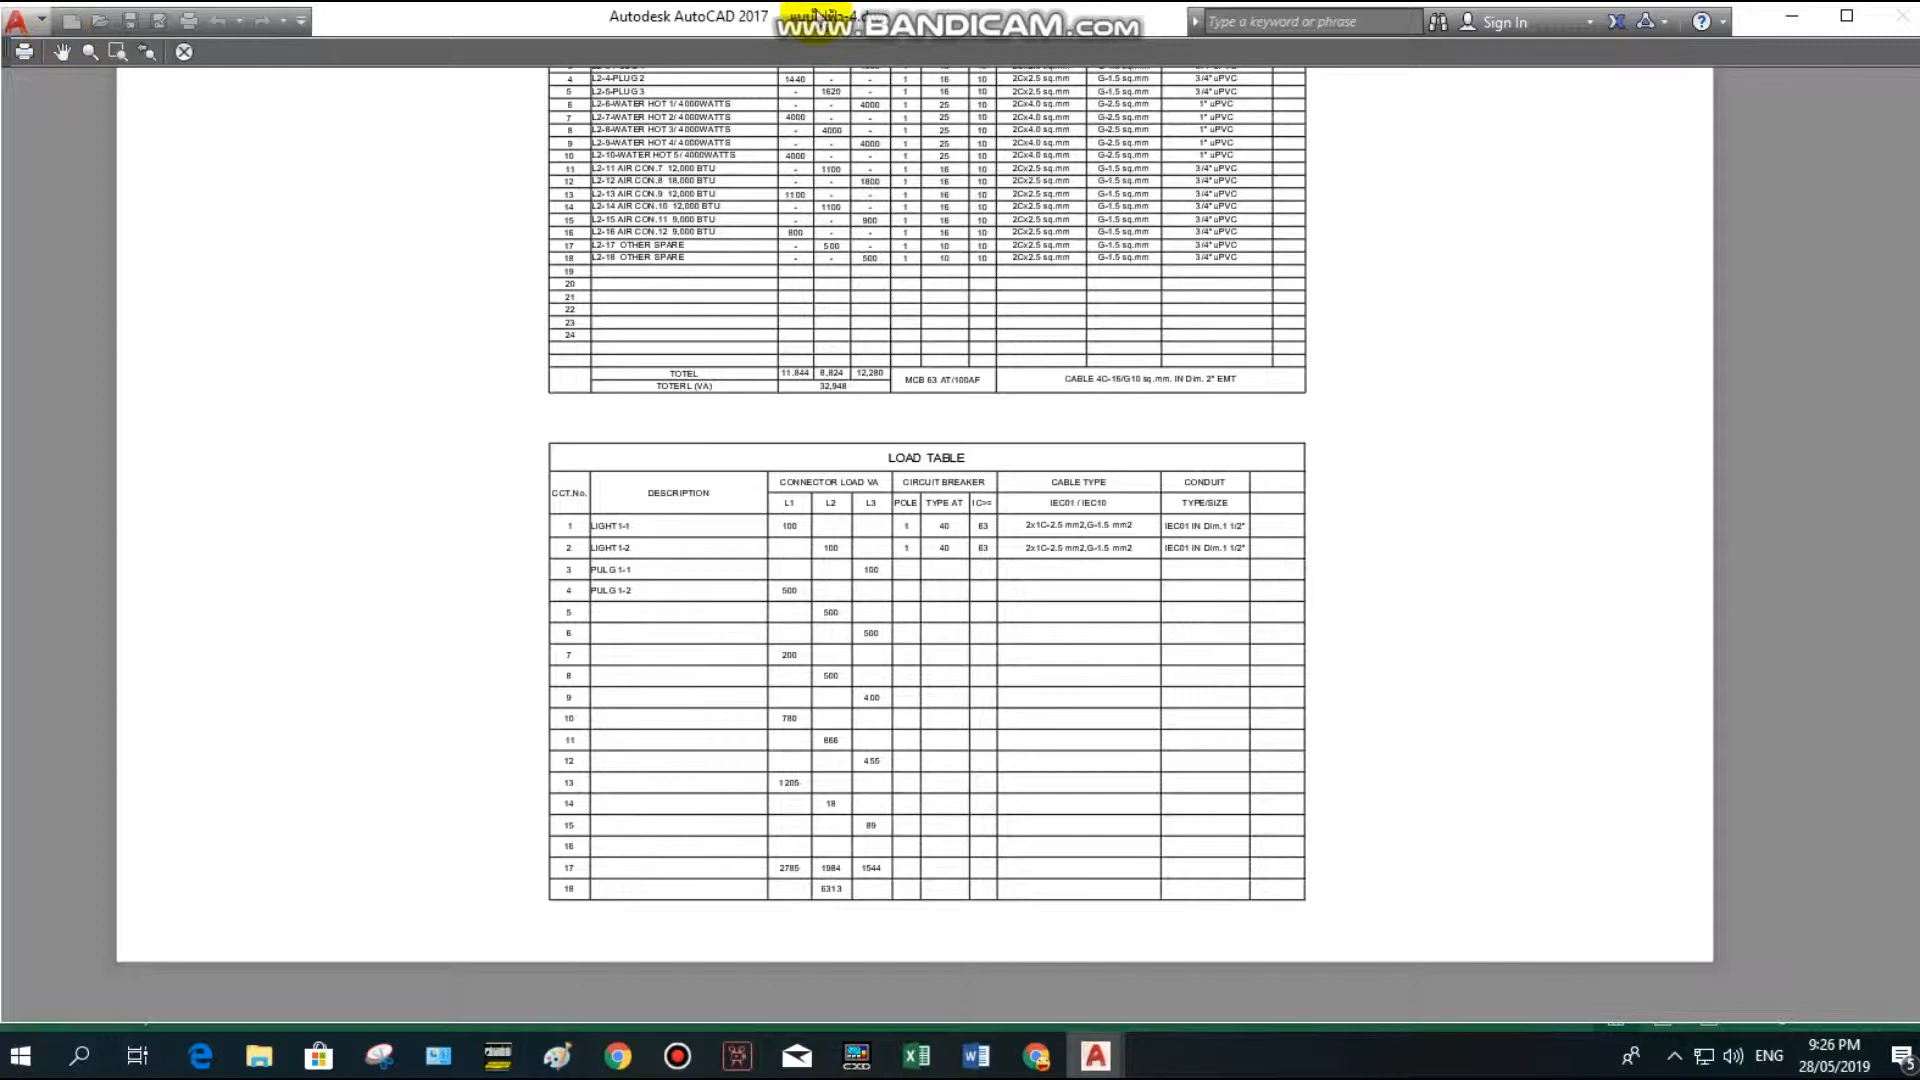 Autodesk AutoCAD 2017
www.BANDICAM.com
Type a keyword or phrase
Sign In
4 L2-4-PLUG 2 1440 - - 1 16 10 2Cx2.5 sq.mm G-1.5 sq.mm 3/4" uPVC
5 L2-5-PLUG 3 - 1620 - 1 16 10 2Cx2.5 sq.mm G-1.5 sq.mm 3/4" uPVC
6 L2-6-WATER HOT 1/ 4000WATTS - - 4000 1 25 10 2Cx4.0 sq.mm G-2.5 sq.mm 1" uPVC
7 L2-7-WATER HOT 2/ 4000WATTS 4000 - - 1 25 10 2Cx4.0 sq.mm G-2.5 sq.mm 1" uPVC
8 L2-8-WATER HOT 3/ 4000WATTS - 4000 - 1 25 10 2Cx4.0 sq.mm G-2.5 sq.mm 1" uPVC
9 L2-9-WATER HOT 4/ 4000WATTS - - 4000 1 25 10 2Cx4.0 sq.mm G-2.5 sq.mm 1" uPVC
10 L2-10-WATER HOT 5/ 4000WATTS 4000 - - 1 25 10 2Cx4.0 sq.mm G-2.5 sq.mm 1" uPVC
11 L2-11 AIR CON.7 12,000 BTU - 1100 - 1 16 10 2Cx2.5 sq.mm G-1.5 sq.mm 3/4" uPVC
12 L2-12 AIR CON.8 18,000 BTU - - 1800 1 16 10 2Cx2.5 sq.mm G-1.5 sq.mm 3/4" uPVC
13 L2-13 AIR CON.9 12,000 BTU 1100 - - 1 16 10 2Cx2.5 sq.mm G-1.5 sq.mm 3/4" uPVC
14 L2-14 AIR CON.10 12,000 BTU - 1100 - 1 16 10 2Cx2.5 sq.mm G-1.5 sq.mm 3/4" uPVC
15 L2-15 AIR CON.11 9,000 BTU - - 900 1 16 10 2Cx2.5 sq.mm G-1.5 sq.mm 3/4" uPVC
16 L2-16 AIR CON.12 9,000 BTU 800 - - 1 16 10 2Cx2.5 sq.mm G-1.5 sq.mm 3/4" uPVC
17 L2-17 OTHER SPARE - 500 - 1 10 10 2Cx2.5 sq.mm G-1.5 sq.mm 3/4" uPVC
18 L2-18 OTHER SPARE - - 500 1 10 10 2Cx2.5 sq.mm G-1.5 sq.mm 3/4" uPVC
19
20
21
22
23
24
TOTEL 11.844 8,824 12,280 MCB 63 AT/100AF CABLE 4C-16/G10 sq.mm. IN Dim. 2" EMT
TOTERL (VA) 32,948
LOAD TABLE
CCT.No. DESCRIPTION CONNECTOR LOAD VA CIRCUIT BREAKER CABLE TYPE CONDUIT
L1 L2 L3 POLE TYPE AT IC>= IEC01 / IEC10 TYPE/SIZE
1 LIGHT1-1 100 1 40 63 2x1C-2.5 mm2,G-1.5 mm2 IEC01 IN Dim.1 1/2"
2 LIGHT1-2 100 1 40 63 2x1C-2.5 mm2,G-1.5 mm2 IEC01 IN Dim.1 1/2"
3 PULG 1-1 100
4 PULG 1-2 500
5 500
6 500
7 200
8 500
9 400
10 780
11 866
12 455
13 1205
14 18
15 89
16
17 2785 1984 1544
18 6313
ENG
9:26 PM
28/05/2019
5